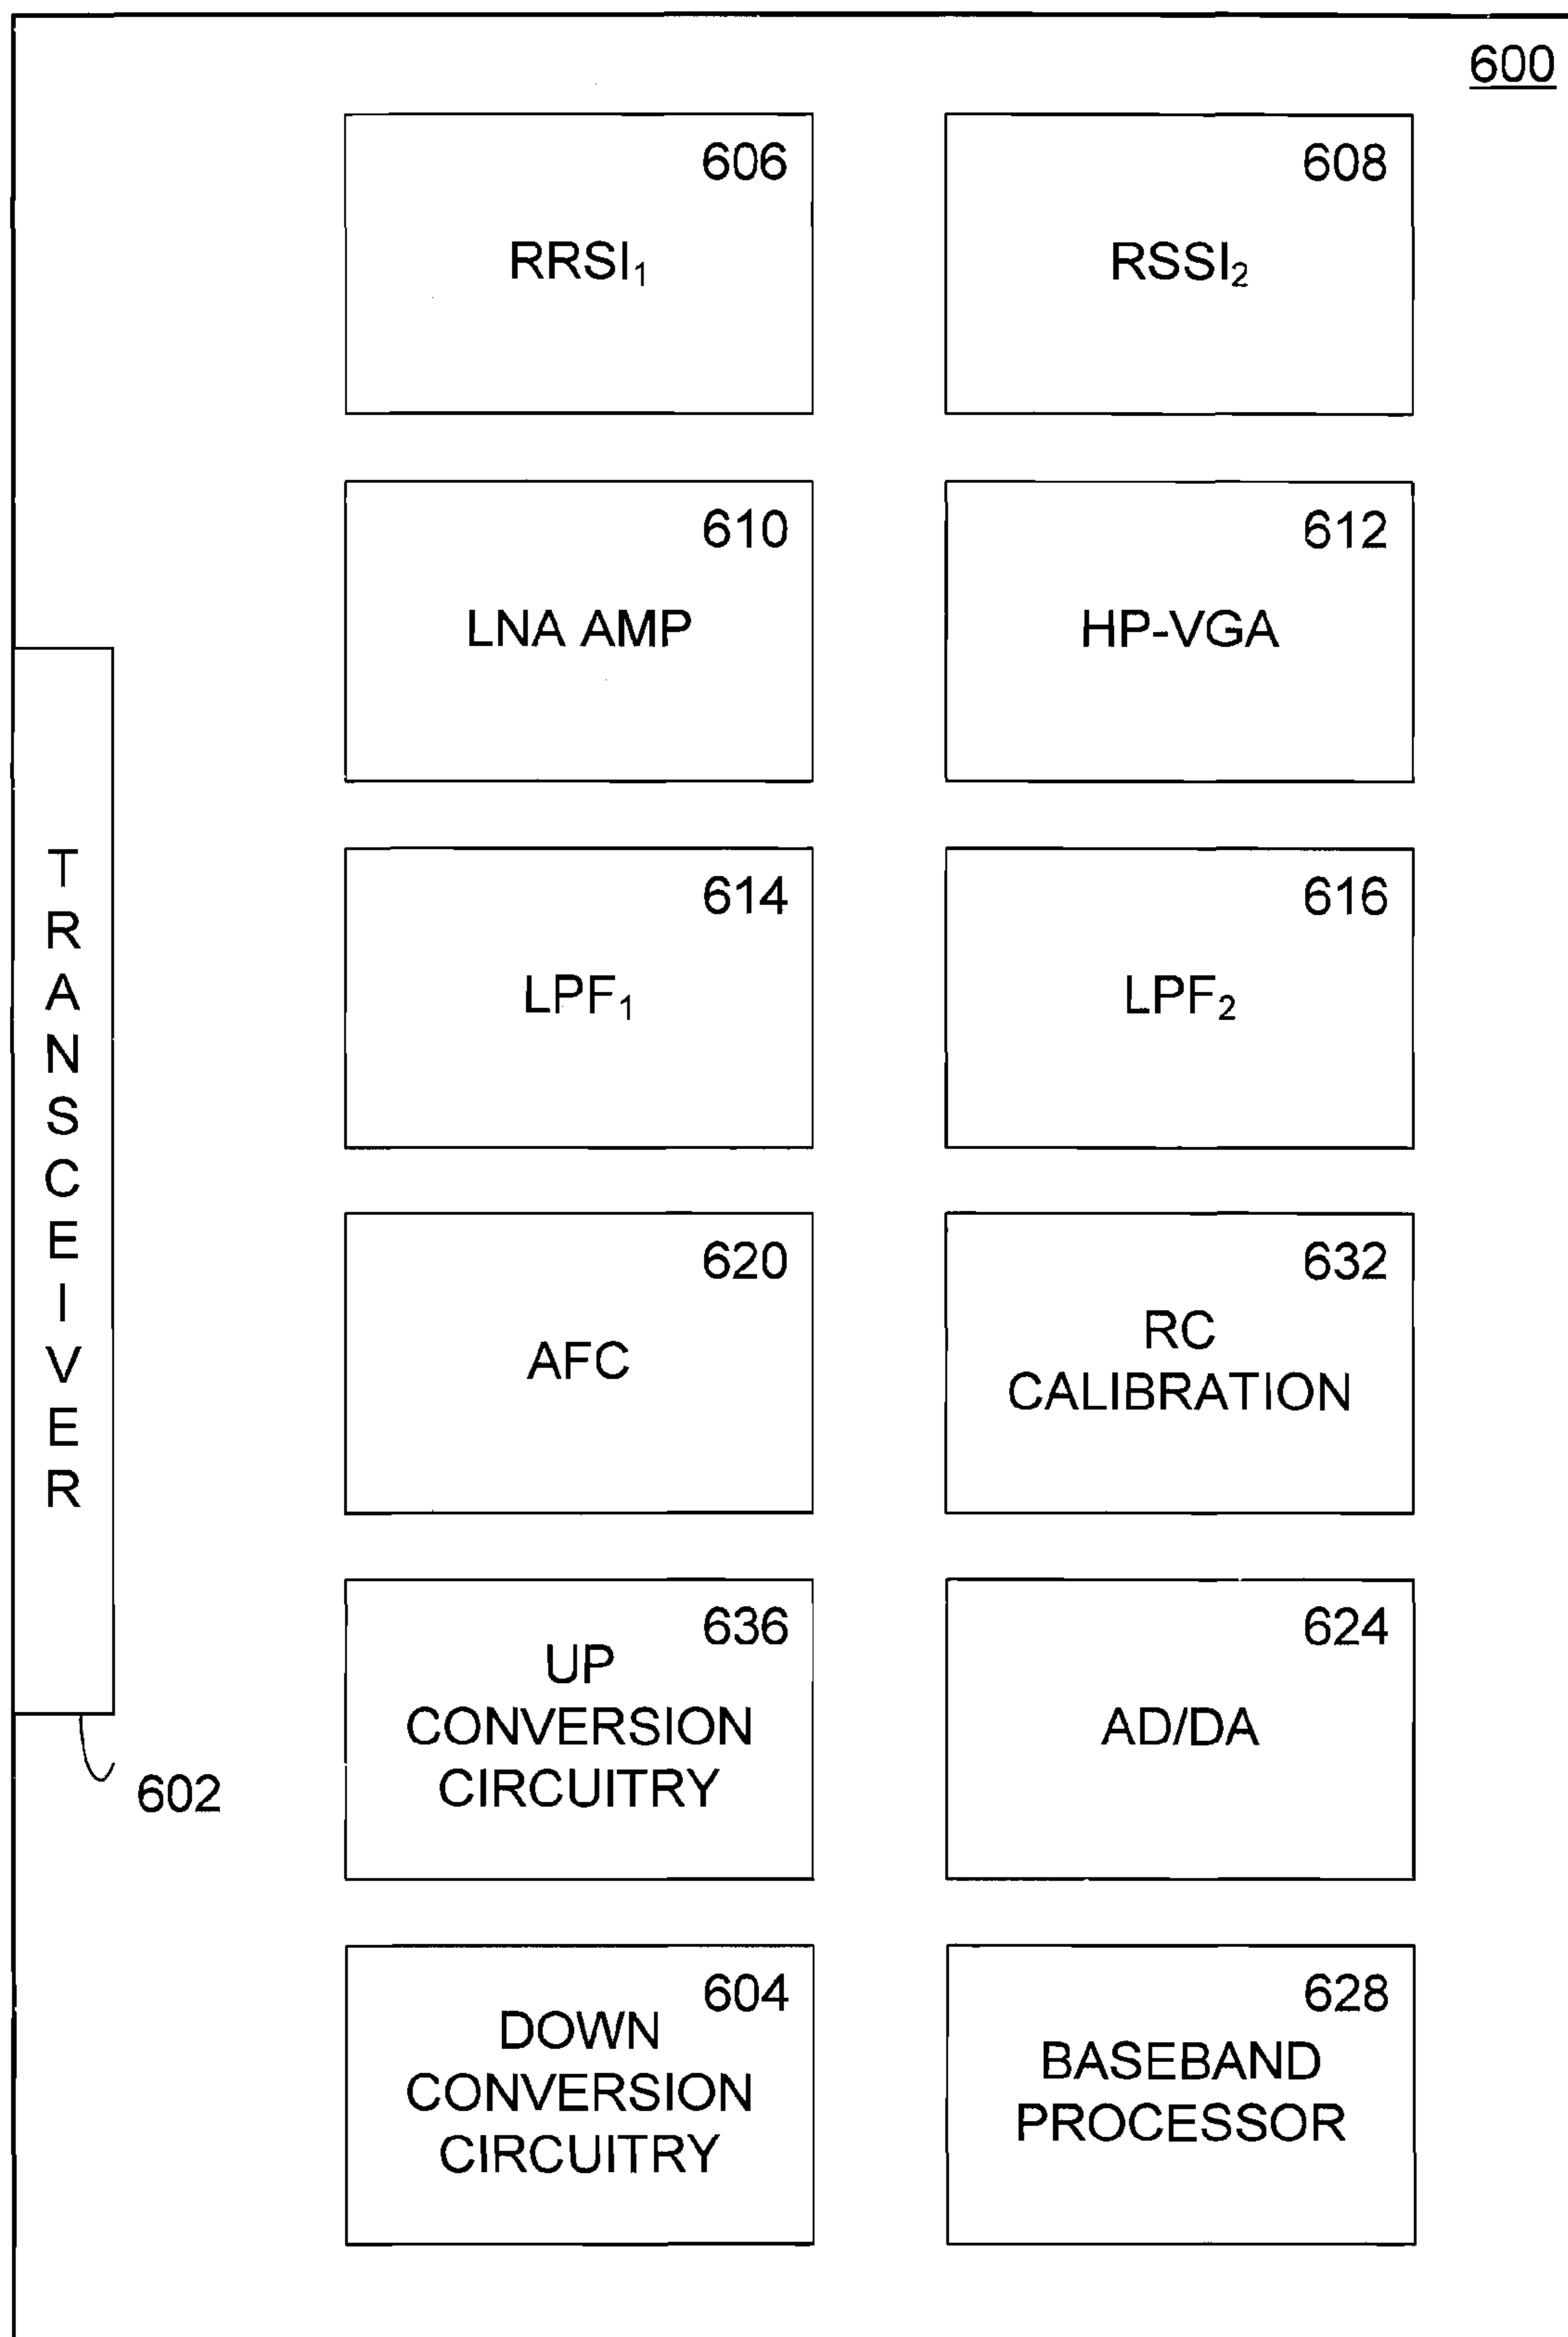 600
606
RRSI₁
608
RSSI₂
610
LNA AMP
612
HP-VGA
614
LPF₁
616
LPF₂
TRANSCEIVER
602
620
AFC
632
RC
CALIBRATION
636
UP
CONVERSION
CIRCUITRY
624
AD/DA
604
DOWN
CONVERSION
CIRCUITRY
628
BASEBAND
PROCESSOR